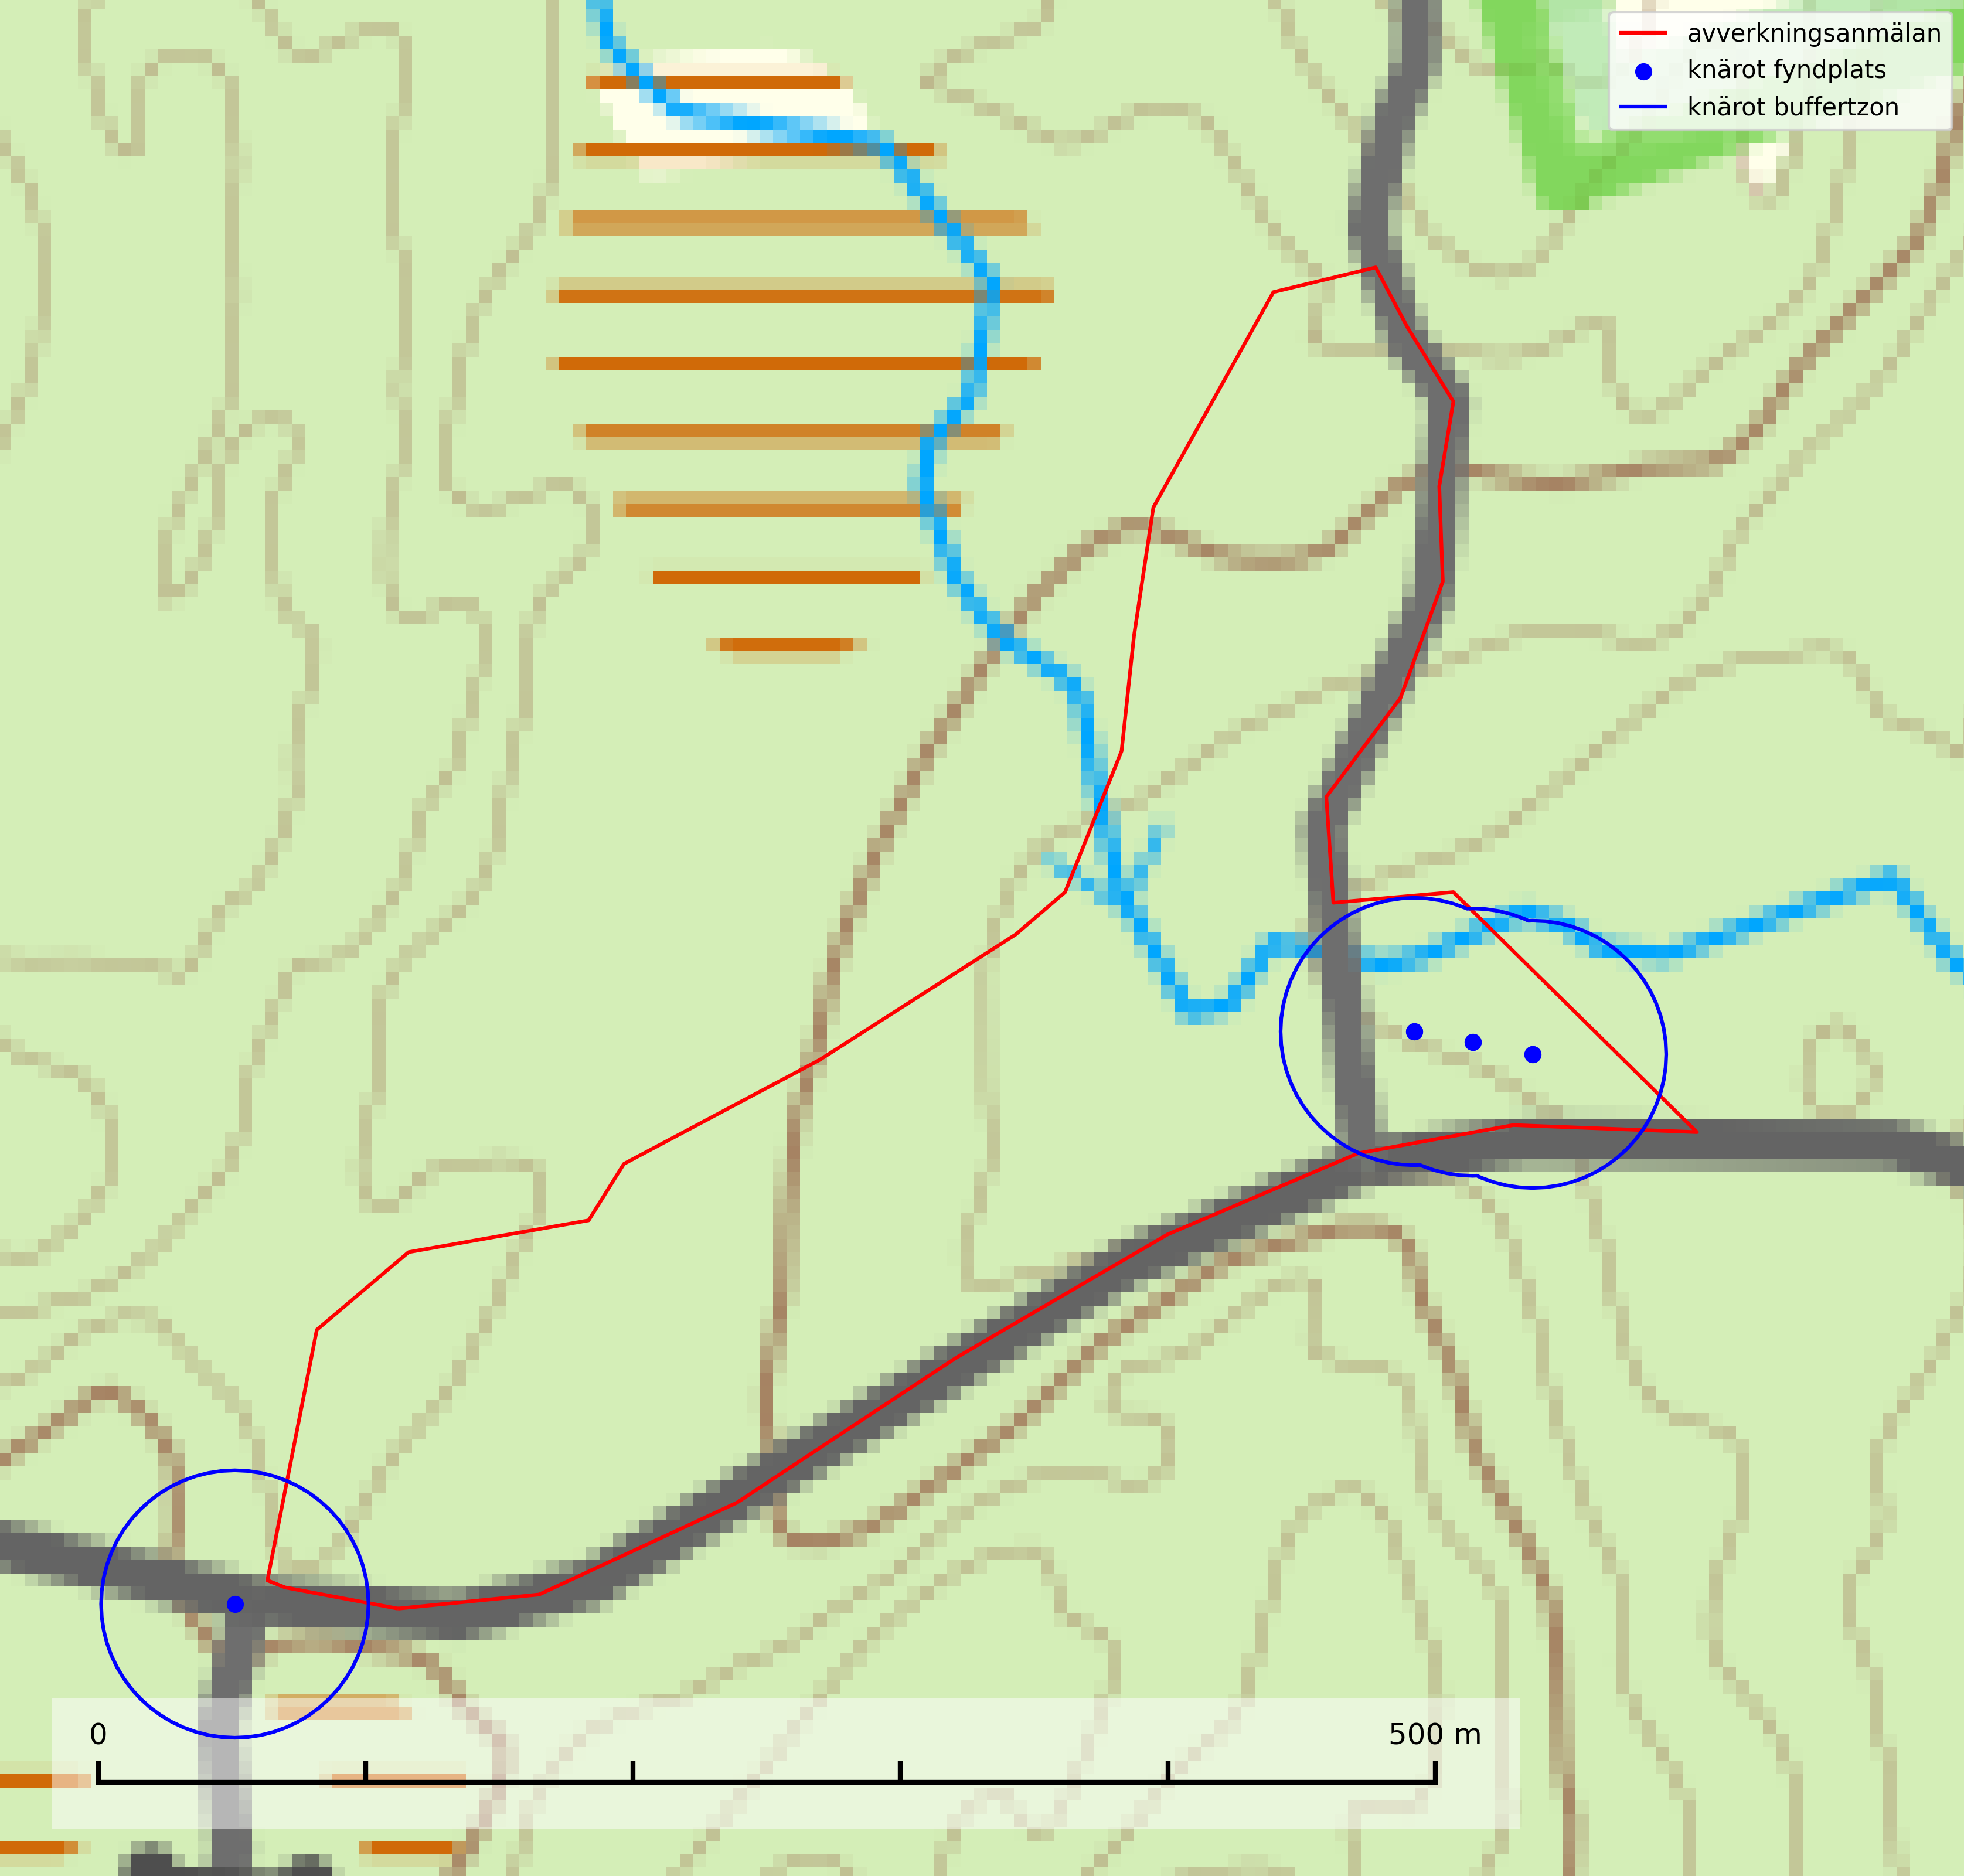 avverkningsanmälan
knärot fyndplats
knärot buffertzon
0 500 m